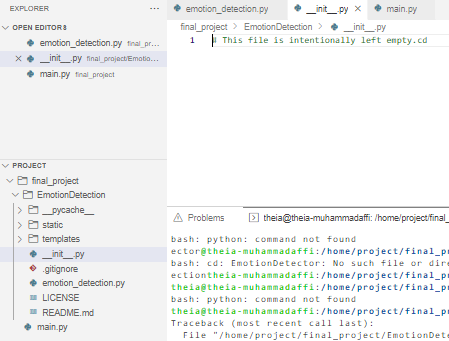 EXPLORER
OPEN EDITORS
emotion_detection.py final_pr...
__init__.py final_project/Emotio...
main.py final_project
PROJECT
final_project
EmotionDetection
__pycache__
static
templates
__init__.py
.gitignore
emotion_detection.py
LICENSE
README.md
main.py
emotion_detection.py
__init__.py
main.py
final_project > EmotionDetection > __init__.py
1 # This file is intentionally left empty.cd
Problems
theia@theia-muhammadaffi: /home/project/final_
bash: python: command not found
ector@theia-muhammadaffi:/home/project/final_p
bash: cd: EmotionDetector: No such file or dire
ectiontheia-muhammadaffi:/home/project/final_p
theia@theia-muhammadaffi:/home/project/final_p
bash: python: command not found
theia@theia-muhammadaffi:/home/project/final_p
Traceback (most recent call last):
File "/home/project/final_project/EmotionDete